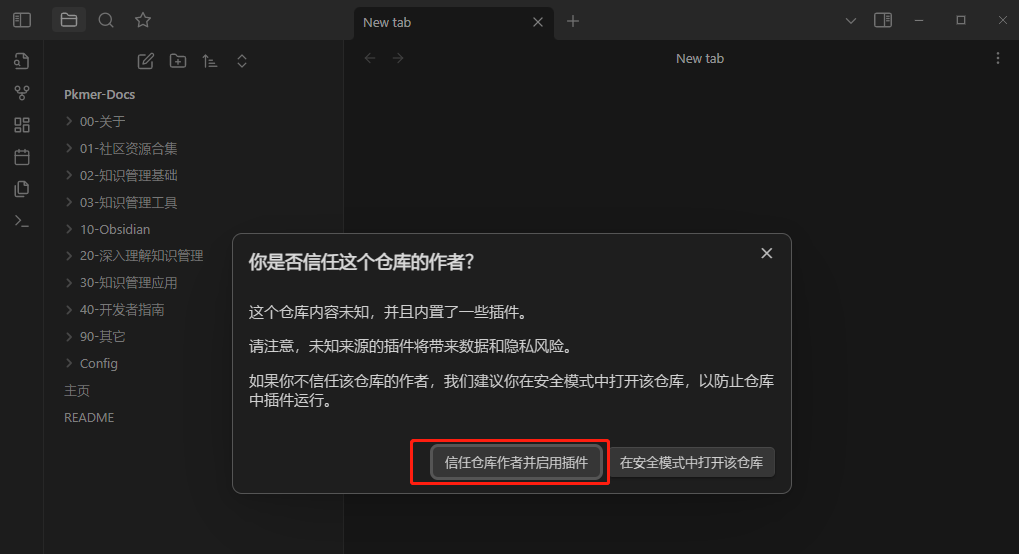 New tab
New tab
Pkmer-Docs
00-关于
01-社区资源合集
02-知识管理基础
03-知识管理工具
10-Obsidian
20-深入理解知识管理
30-知识管理应用
40-开发者指南
90-其它
Config
主页
README
你是否信任这个仓库的作者?
这个仓库内容未知，并且内置了一些插件。
请注意，未知来源的插件将带来数据和隐私风险。
如果你不信任该仓库的作者，我们建议你在安全模式中打开该仓库，以防止仓库
中插件运行。
信任仓库作者并启用插件
在安全模式中打开该仓库